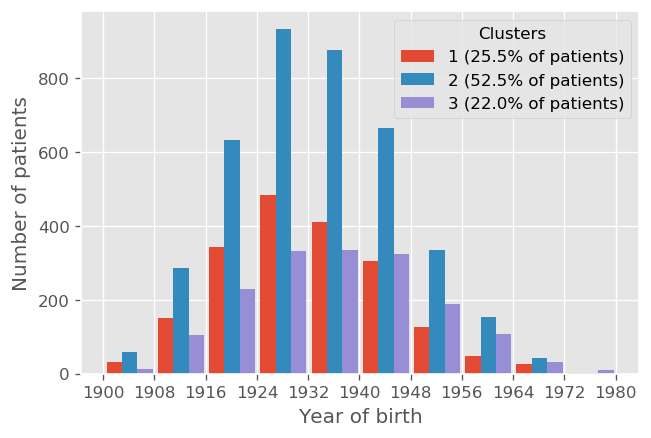 Clusters
1 (25.5% of patients)
2 (52.5% of patients)
3 (22.0% of patients)
Number of patients
800
600
400
200
0
1900 1908 1916 1924 1932 1940 1948 1956 1964 1972 1980
Year of birth